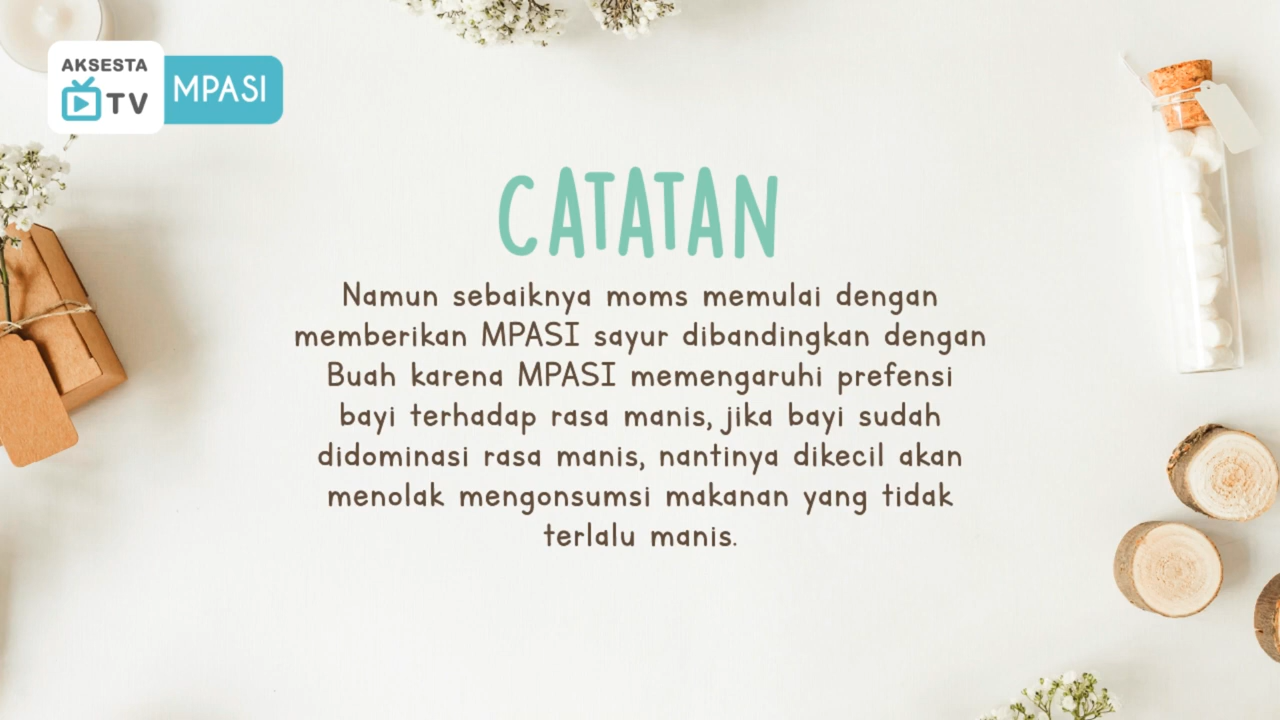 AKSESTA
TV
MPASI
CATATAN
Namun sebaiknya moms memulai dengan
memberikan MPASI sayur dibandingkan dengan
Buah karena MPASI memengaruhi prefensi
bayi terhadap rasa manis, jika bayi sudah
didominasi rasa manis, nantinya dikecil akan
menolak mengonsumsi makanan yang tidak
terlalu manis.